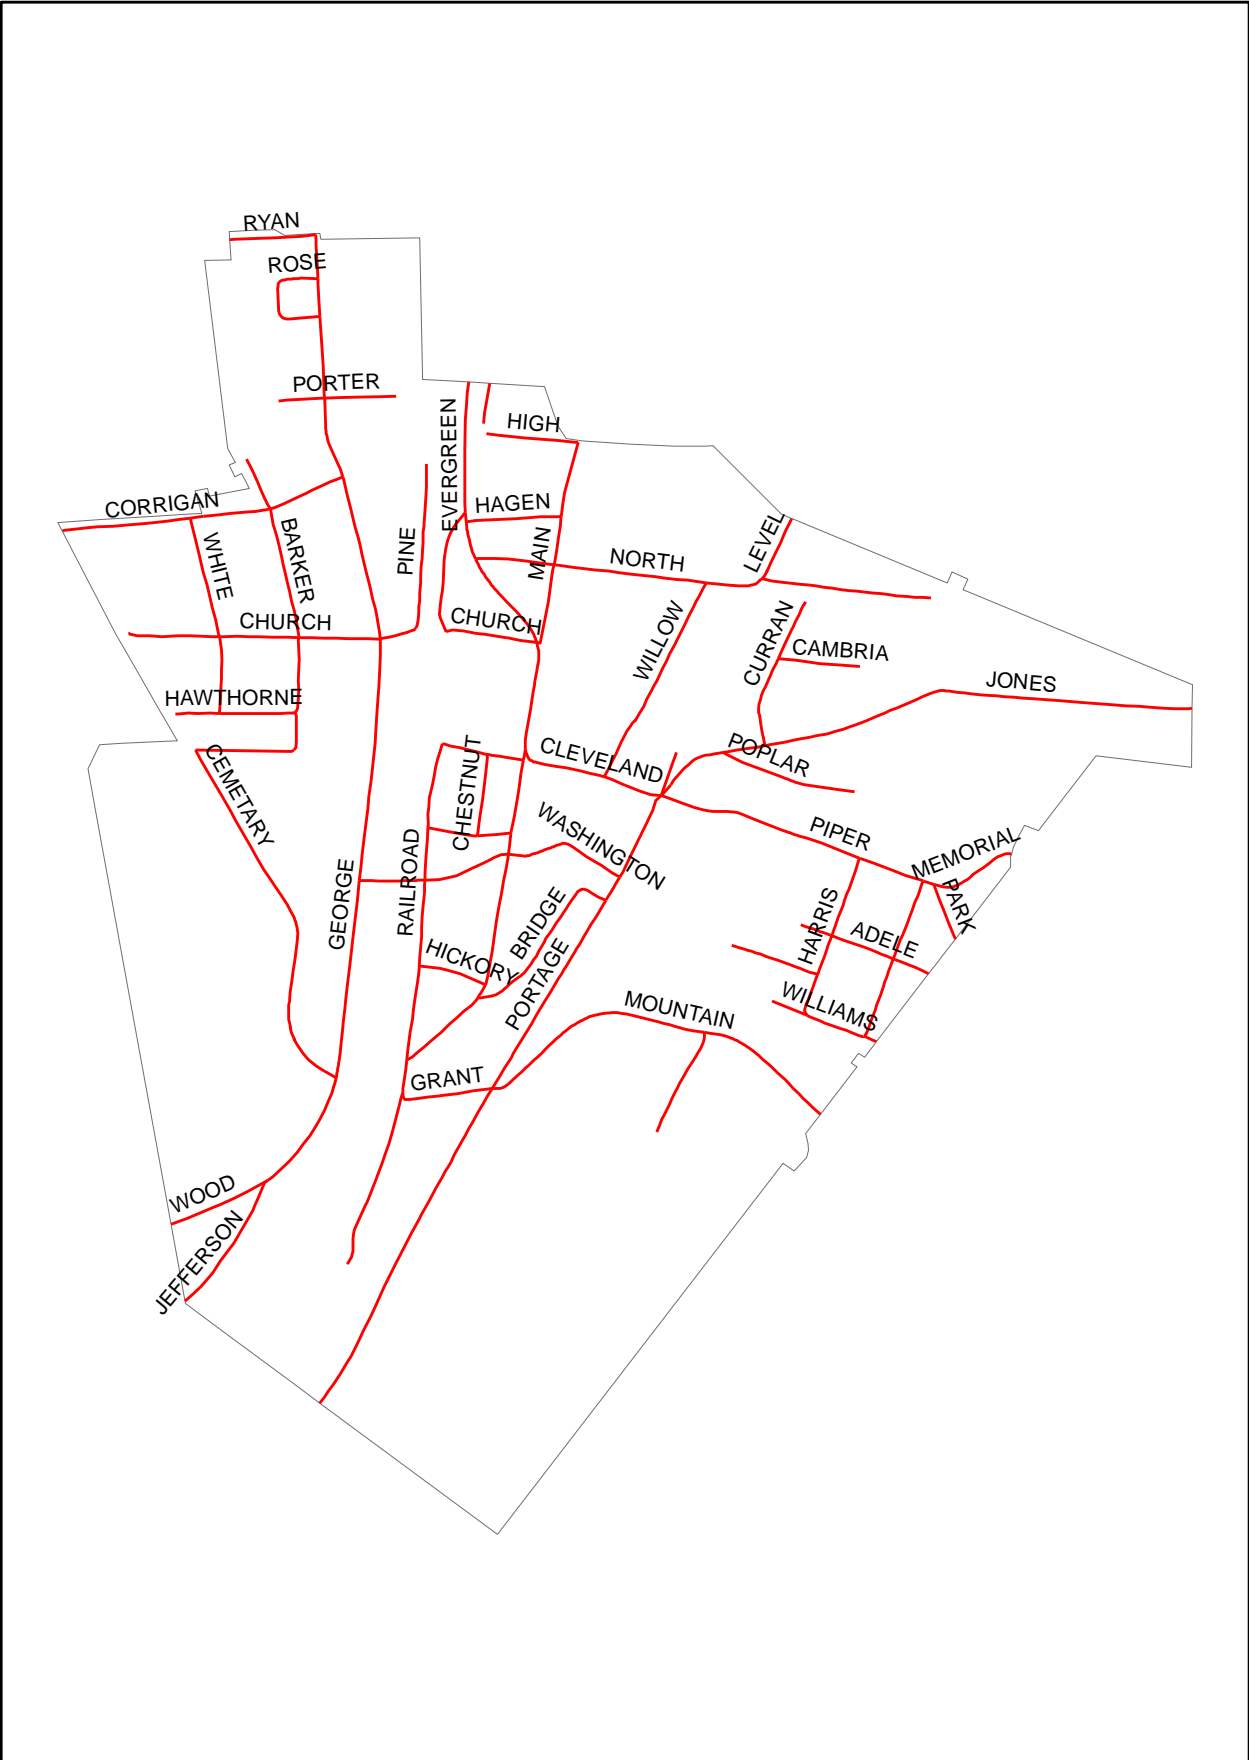 RYAN
ROSE
PORTER
EVERGREEN
HIGH
CORRIGAN
HAGEN
WHITE
BARKER
PINE
MAIN
NORTH
LEVEL
CHURCH
CHURCH
WILLOW
CURRAN
CAMBRIA
HAWTHORNE
JONES
CEMETARY
CHESTNUT
CLEVELAND
POPLAR
WASHINGTON
PIPER
MEMORIAL
GEORGE
RAILROAD
BRIDGE
HARRIS
PARK
ADELE
HICKORY
PORTAGE
WILLIAMS
MOUNTAIN
GRANT
WOOD
JEFFERSON